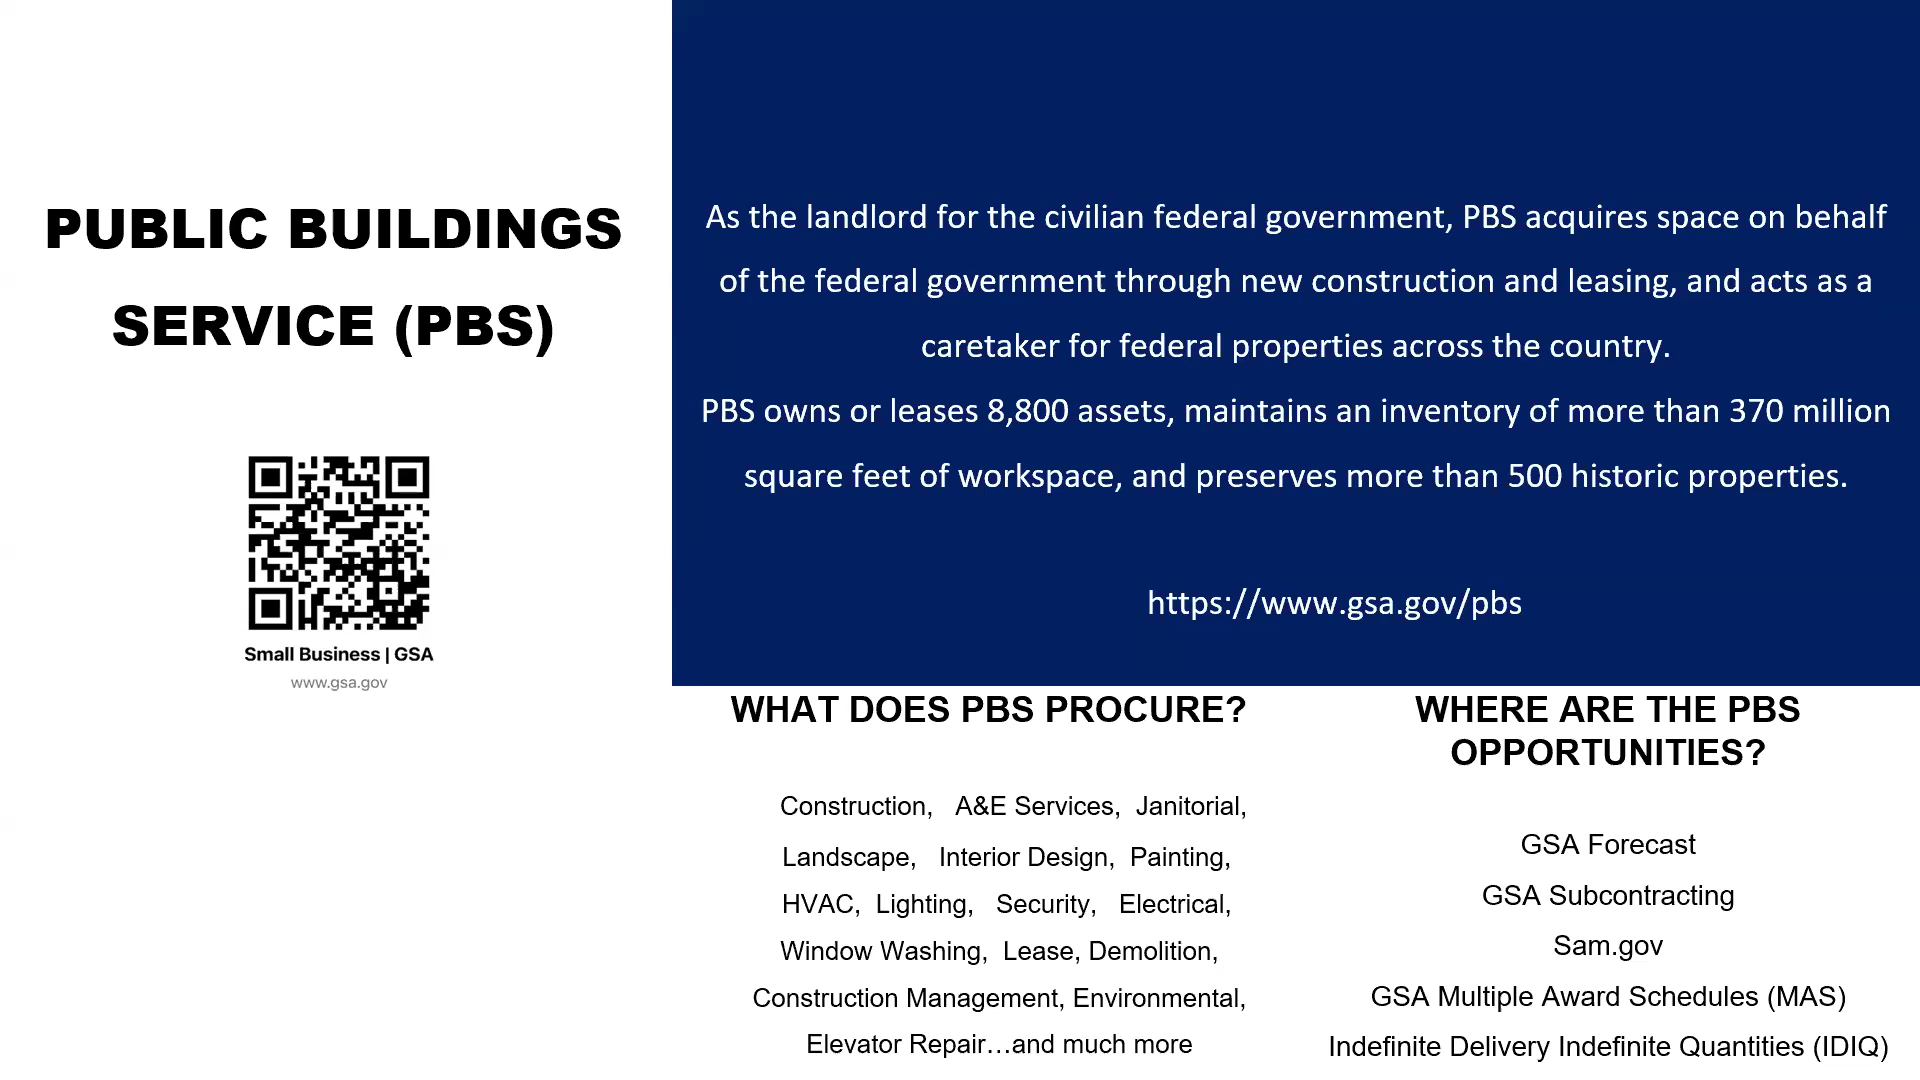 PUBLIC BUILDINGS
SERVICE (PBS)
Small Business | GSA
www.gsa.gov
As the landlord for the civilian federal government, PBS acquires space on behalf
of the federal government through new construction and leasing, and acts as a
caretaker for federal properties across the country.
PBS owns or leases 8,800 assets, maintains an inventory of more than 370 million
square feet of workspace, and preserves more than 500 historic properties.
https://www.gsa.gov/pbs
WHAT DOES PBS PROCURE?
Construction, A&E Services, Janitorial,
Landscape, Interior Design, Painting,
HVAC, Lighting, Security, Electrical,
Window Washing, Lease, Demolition,
Construction Management, Environmental,
Elevator Repair…and much more
WHERE ARE THE PBS
OPPORTUNITIES?
GSA Forecast
GSA Subcontracting
Sam.gov
GSA Multiple Award Schedules (MAS)
Indefinite Delivery Indefinite Quantities (IDIQ)